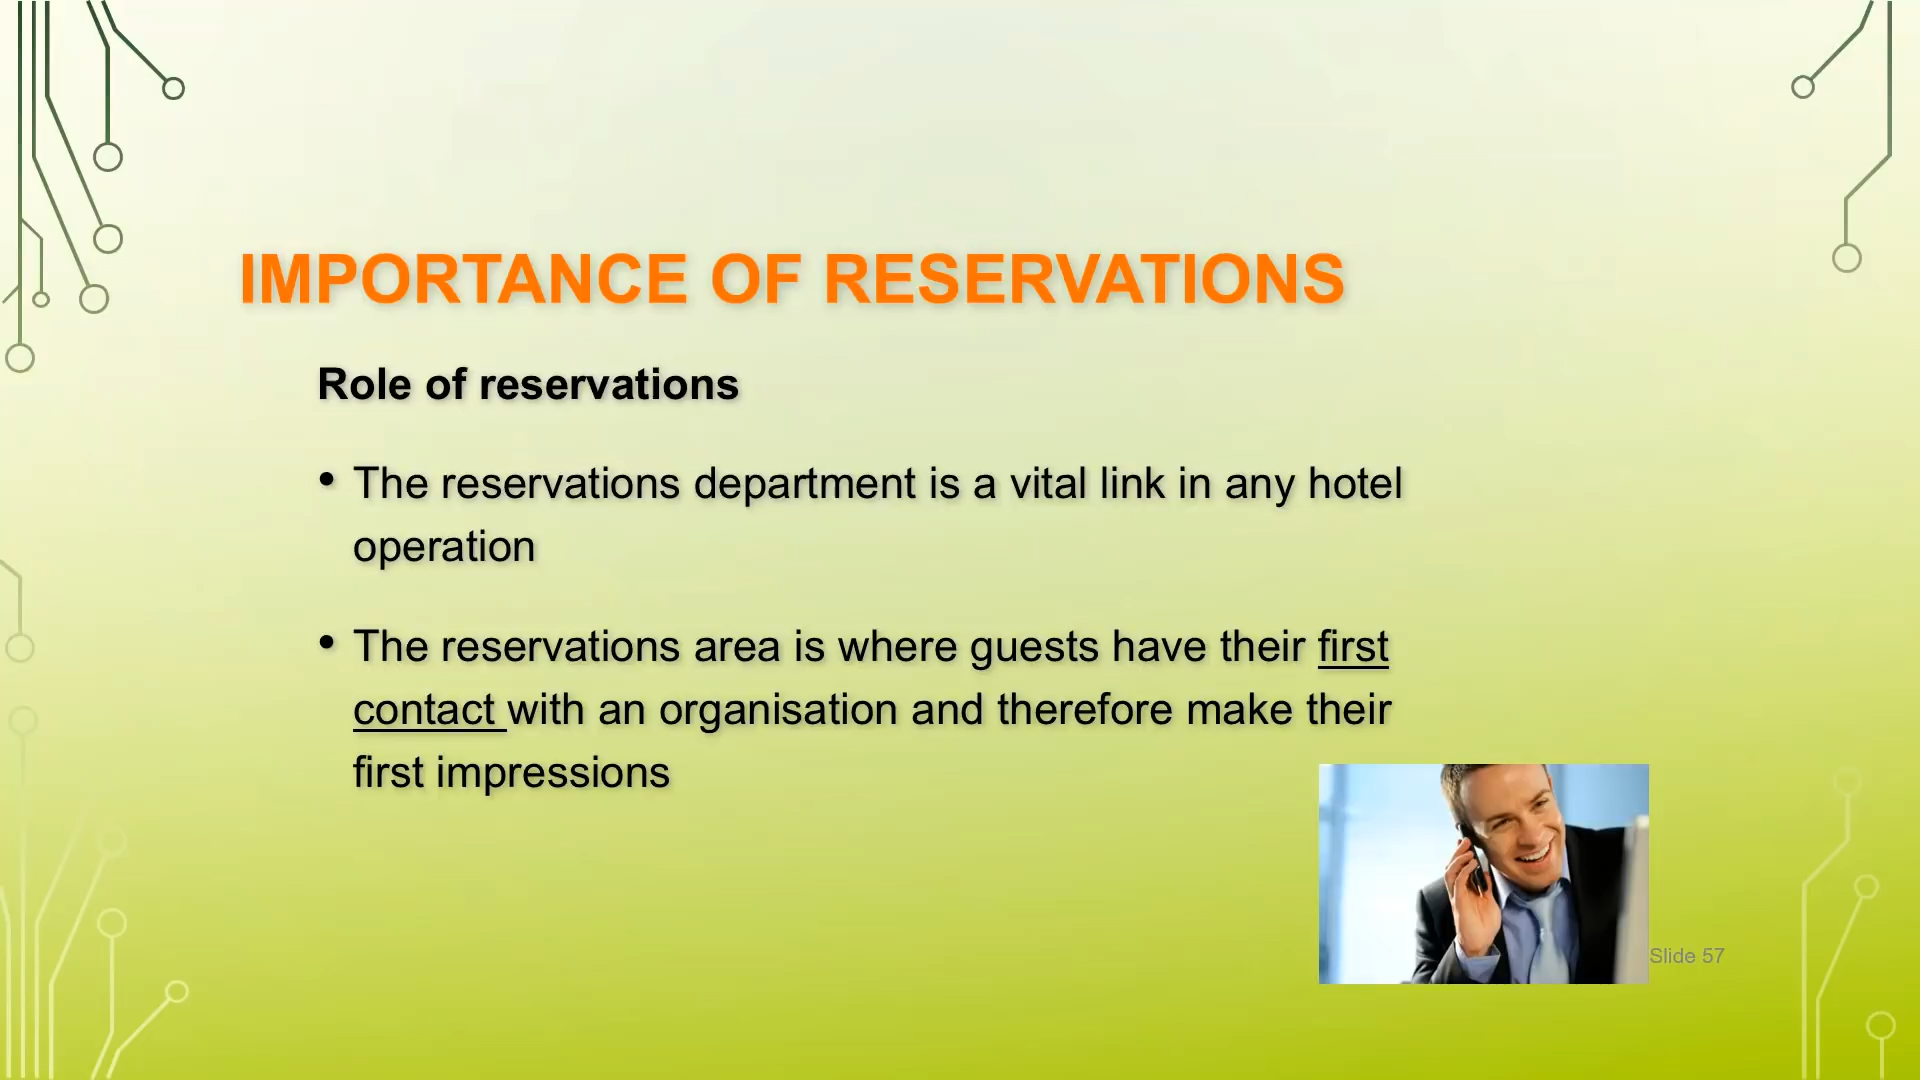 IMPORTANCE OF RESERVATIONS
Role of reservations
• The reservations department is a vital link in any hotel
operation
• The reservations area is where guests have their first
contact with an organisation and therefore make their
first impressions
Slide 57